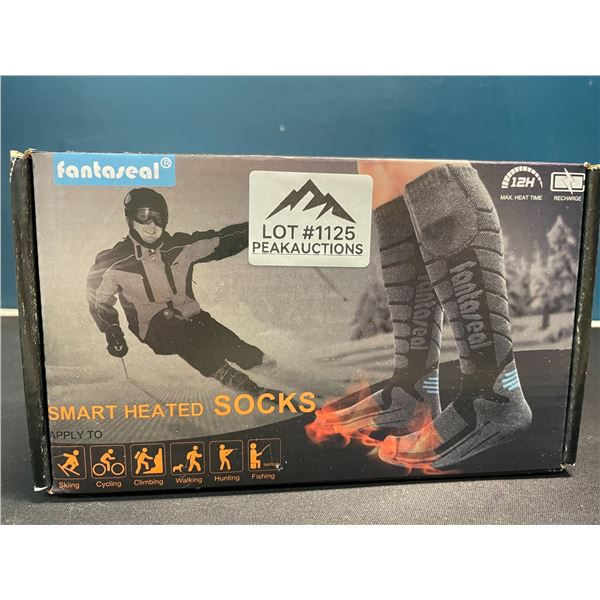 fantaseal®
LOT #1125
PEAKAUCTIONS
12H
MAX. HEAT TIME
RECHARGE
fantaseal
fantaseal
SMART HEATED SOCKS
APPLY TO
Skiing Cycling Climbing Walking Hunting Fishing